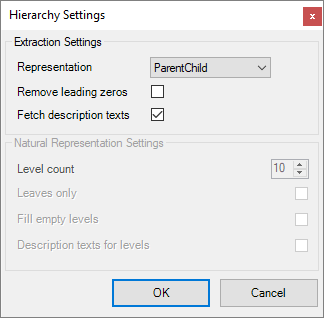 Hierarchy Settings
Extraction Settings
Representation ParentChild
Remove leading zeros
Fetch description texts
Natural Representation Settings
Level count 10
Leaves only
Fill empty levels
Description texts for levels
OK Cancel